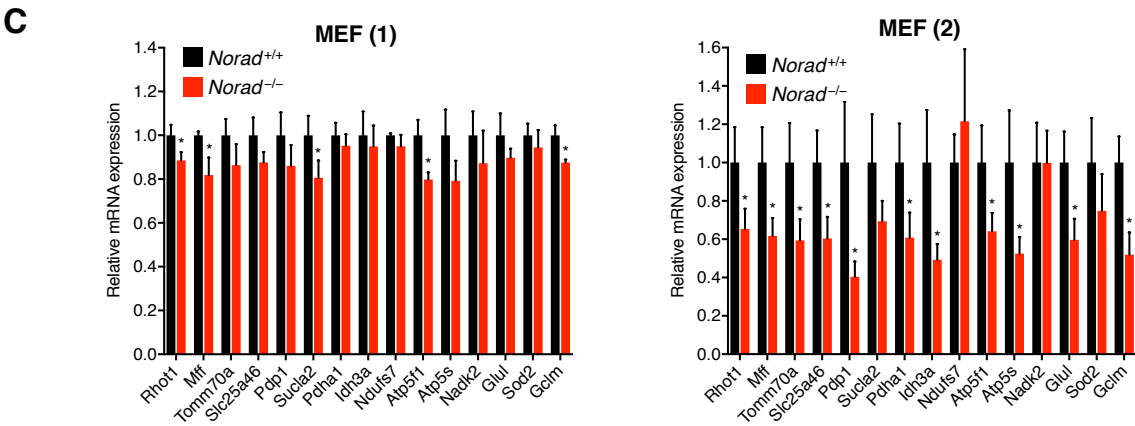 C
MEF (1)
Norad+/+
Norad−/−
Relative mRNA expression
1.4
1.2
1.0
0.8
0.6
0.4
0.2
0.0
* * * * *
Rhot1 Mff Tomm70a Slc25a46 Pdp1 Sucla2 Pdha1 Idh3a Ndufs7 Atp5f1 Atp5s Nadk2 Glul Sod2 Gclm
MEF (2)
Norad+/+
Norad−/−
Relative mRNA expression
1.6
1.4
1.2
1.0
0.8
0.6
0.4
0.2
0.0
* * * * * * * * * * *
Rhot1 Mff Tomm70a Slc25a46 Pdp1 Sucla2 Pdha1 Idh3a Ndufs7 Atp5f1 Atp5s Nadk2 Glul Sod2 Gclm